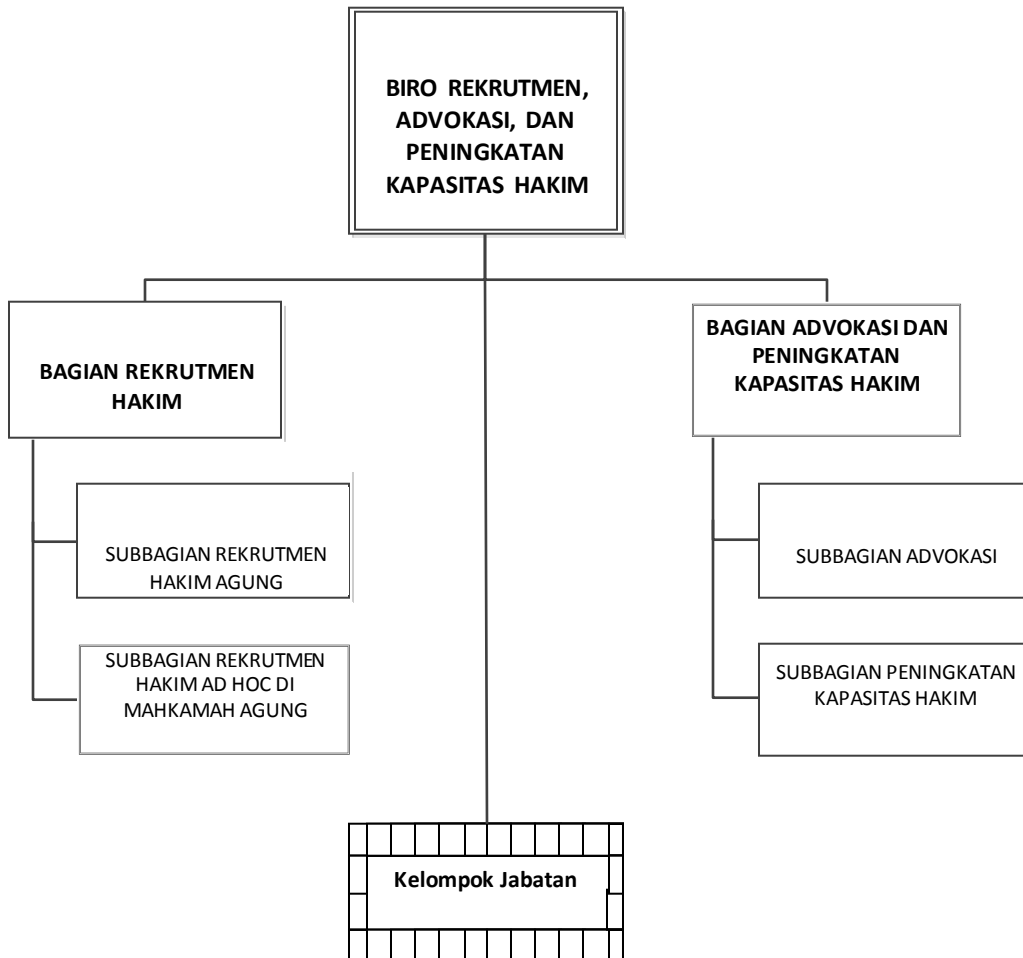 BIRO REKRUTMEN,
ADVOKASI, DAN
PENINGKATAN
KAPASITAS HAKIM
BAGIAN REKRUTMEN
HAKIM
BAGIAN ADVOKASI DAN
PENINGKATAN
KAPASITAS HAKIM
SUBBAGIAN REKRUTMEN
HAKIM AGUNG
SUBBAGIAN ADVOKASI
SUBBAGIAN REKRUTMEN
HAKIM AD HOC DI
MAHKAMAH AGUNG
SUBBAGIAN PENINGKATAN
KAPASITAS HAKIM
Kelompok Jabatan